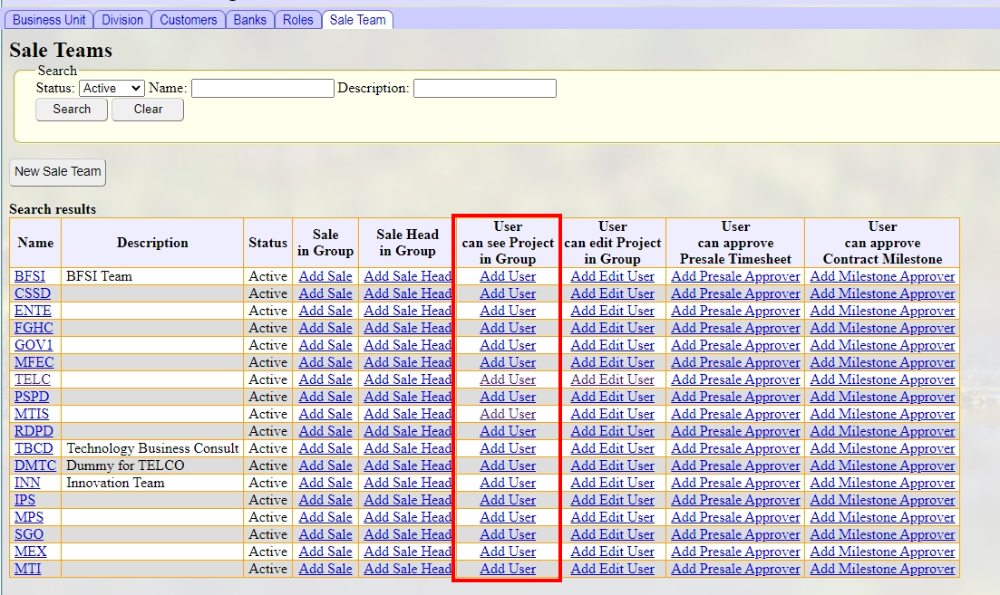 Business Unit Division Customers Banks Roles Sale Team
Sale Teams
Search
Status: Active Name: Description:
Search Clear
New Sale Team
Search results
Name Description Status Sale in Group Sale Head in Group User can see Project in Group User can edit Project in Group User can approve Presale Timesheet User can approve Contract Milestone
BFSI BFSI Team Active Add Sale Add Sale Head Add User Add Edit User Add Presale Approver Add Milestone Approver
CSSD Active Add Sale Add Sale Head Add User Add Edit User Add Presale Approver Add Milestone Approver
ENTE Active Add Sale Add Sale Head Add User Add Edit User Add Presale Approver Add Milestone Approver
FGHC Active Add Sale Add Sale Head Add User Add Edit User Add Presale Approver Add Milestone Approver
GOV1 Active Add Sale Add Sale Head Add User Add Edit User Add Presale Approver Add Milestone Approver
MFEC Active Add Sale Add Sale Head Add User Add Edit User Add Presale Approver Add Milestone Approver
TELC Active Add Sale Add Sale Head Add User Add Edit User Add Presale Approver Add Milestone Approver
PSPD Active Add Sale Add Sale Head Add User Add Edit User Add Presale Approver Add Milestone Approver
MTIS Active Add Sale Add Sale Head Add User Add Edit User Add Presale Approver Add Milestone Approver
RDPD Active Add Sale Add Sale Head Add User Add Edit User Add Presale Approver Add Milestone Approver
TBCD Technology Business Consult Active Add Sale Add Sale Head Add User Add Edit User Add Presale Approver Add Milestone Approver
DMTC Dummy for TELCO Active Add Sale Add Sale Head Add User Add Edit User Add Presale Approver Add Milestone Approver
INN Innovation Team Active Add Sale Add Sale Head Add User Add Edit User Add Presale Approver Add Milestone Approver
IPS Active Add Sale Add Sale Head Add User Add Edit User Add Presale Approver Add Milestone Approver
MPS Active Add Sale Add Sale Head Add User Add Edit User Add Presale Approver Add Milestone Approver
SGO Active Add Sale Add Sale Head Add User Add Edit User Add Presale Approver Add Milestone Approver
MEX Active Add Sale Add Sale Head Add User Add Edit User Add Presale Approver Add Milestone Approver
MTI Active Add Sale Add Sale Head Add User Add Edit User Add Presale Approver Add Milestone Approver